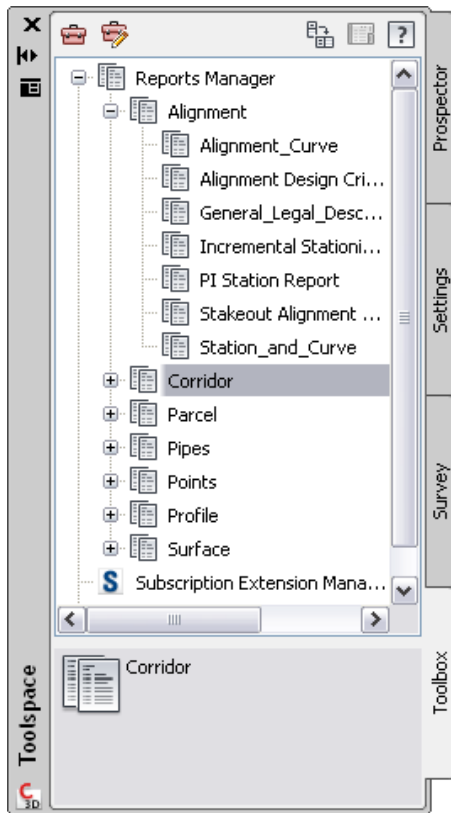 Reports Manager
Alignment
Alignment_Curve
Alignment Design Cri...
General_Legal_Desc...
Incremental Stationi...
PI Station Report
Stakeout Alignment ...
Station_and_Curve
Corridor
Parcel
Pipes
Points
Profile
Surface
S Subscription Extension Mana...
Corridor
Prospector
Settings
Survey
Toolbox
Toolspace
C 3D
?